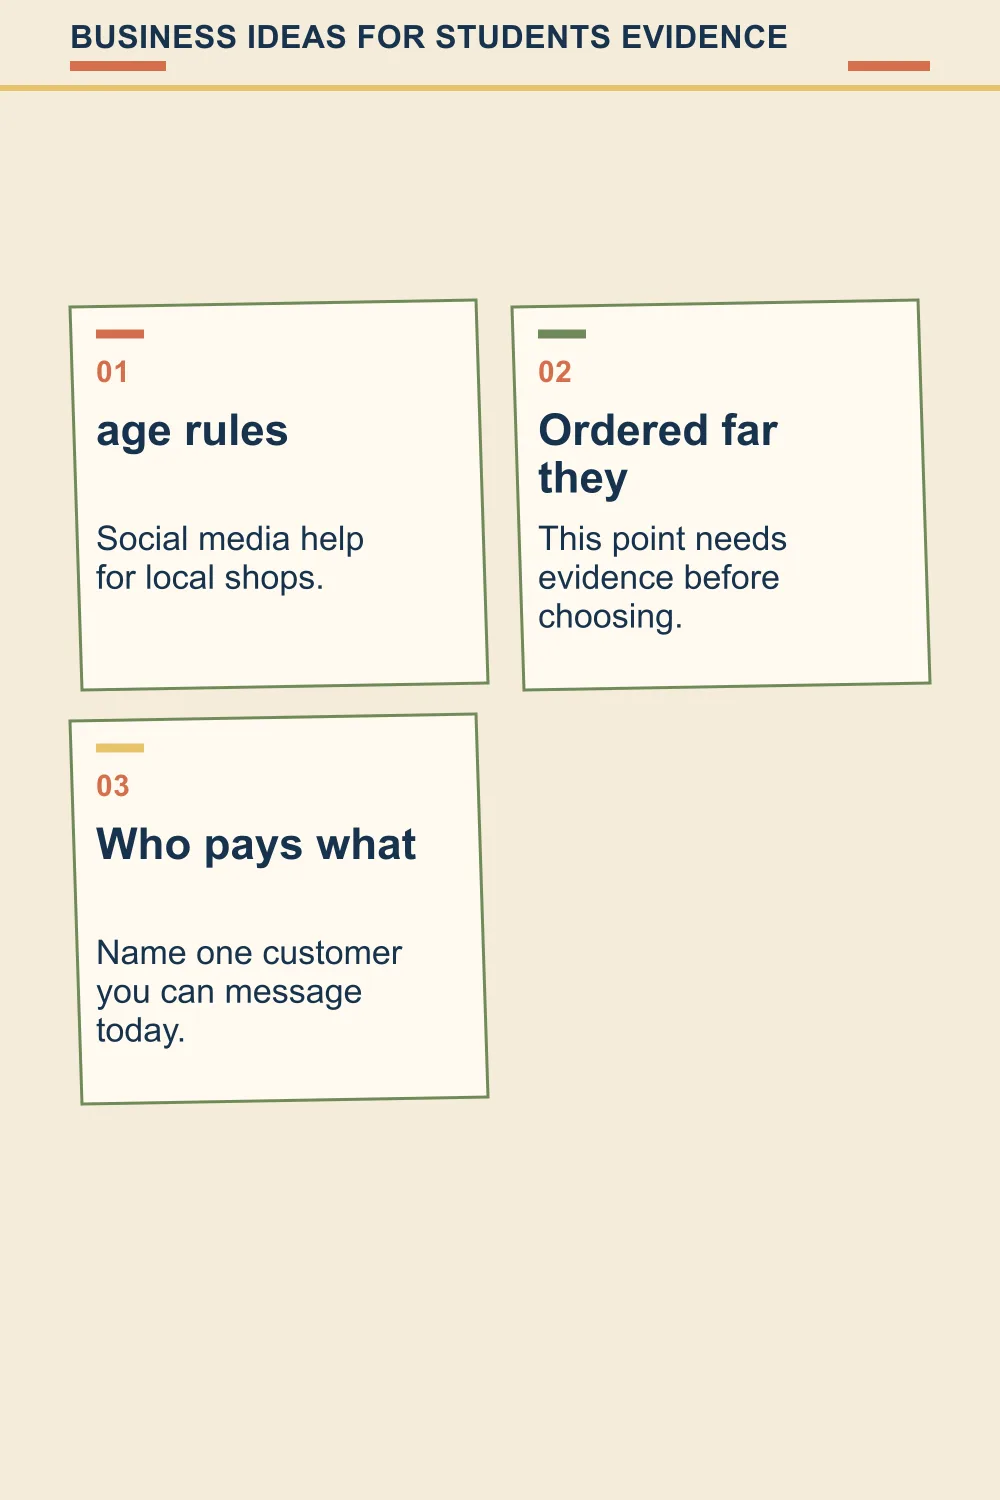 BUSINESS IDEAS FOR STUDENTS EVIDENCE
01
age rules
Social media help
for local shops.
02
Ordered far
they
This point needs
evidence before
choosing.
03
Who pays what
Name one customer
you can message
today.